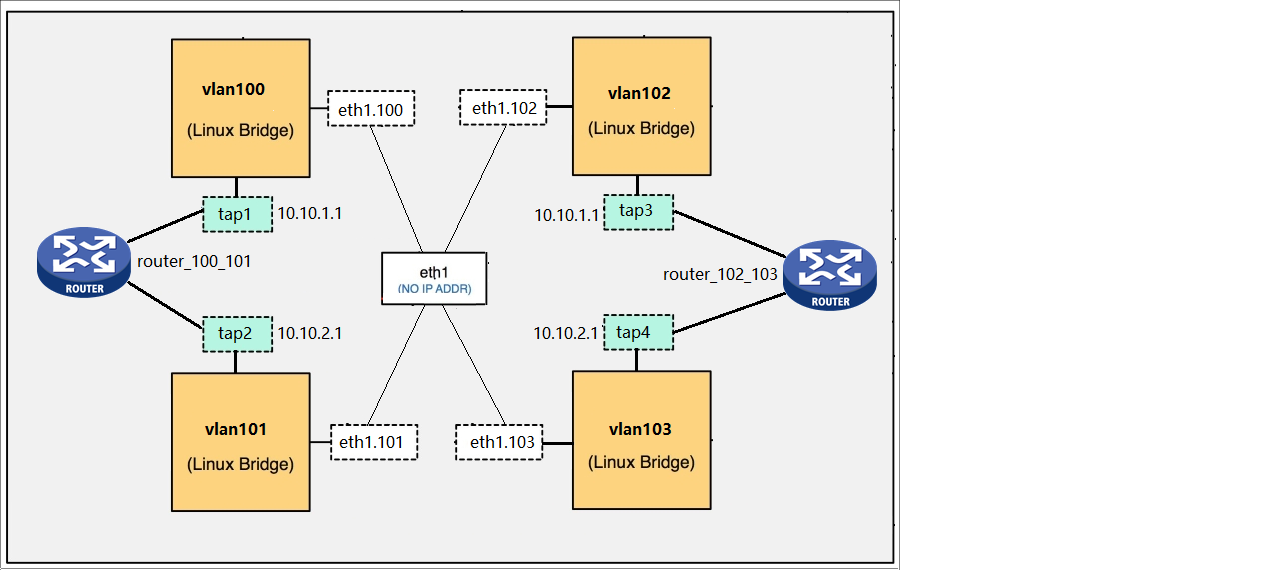 vlan100
(Linux Bridge)
eth1.100
eth1.102
vlan102
(Linux Bridge)
tap1
10.10.1.1
10.10.1.1
tap3
ROUTER
router_100_101
eth1
(NO IP ADDR)
router_102_103
ROUTER
tap2
10.10.2.1
10.10.2.1
tap4
vlan101
(Linux Bridge)
eth1.101
eth1.103
vlan103
(Linux Bridge)